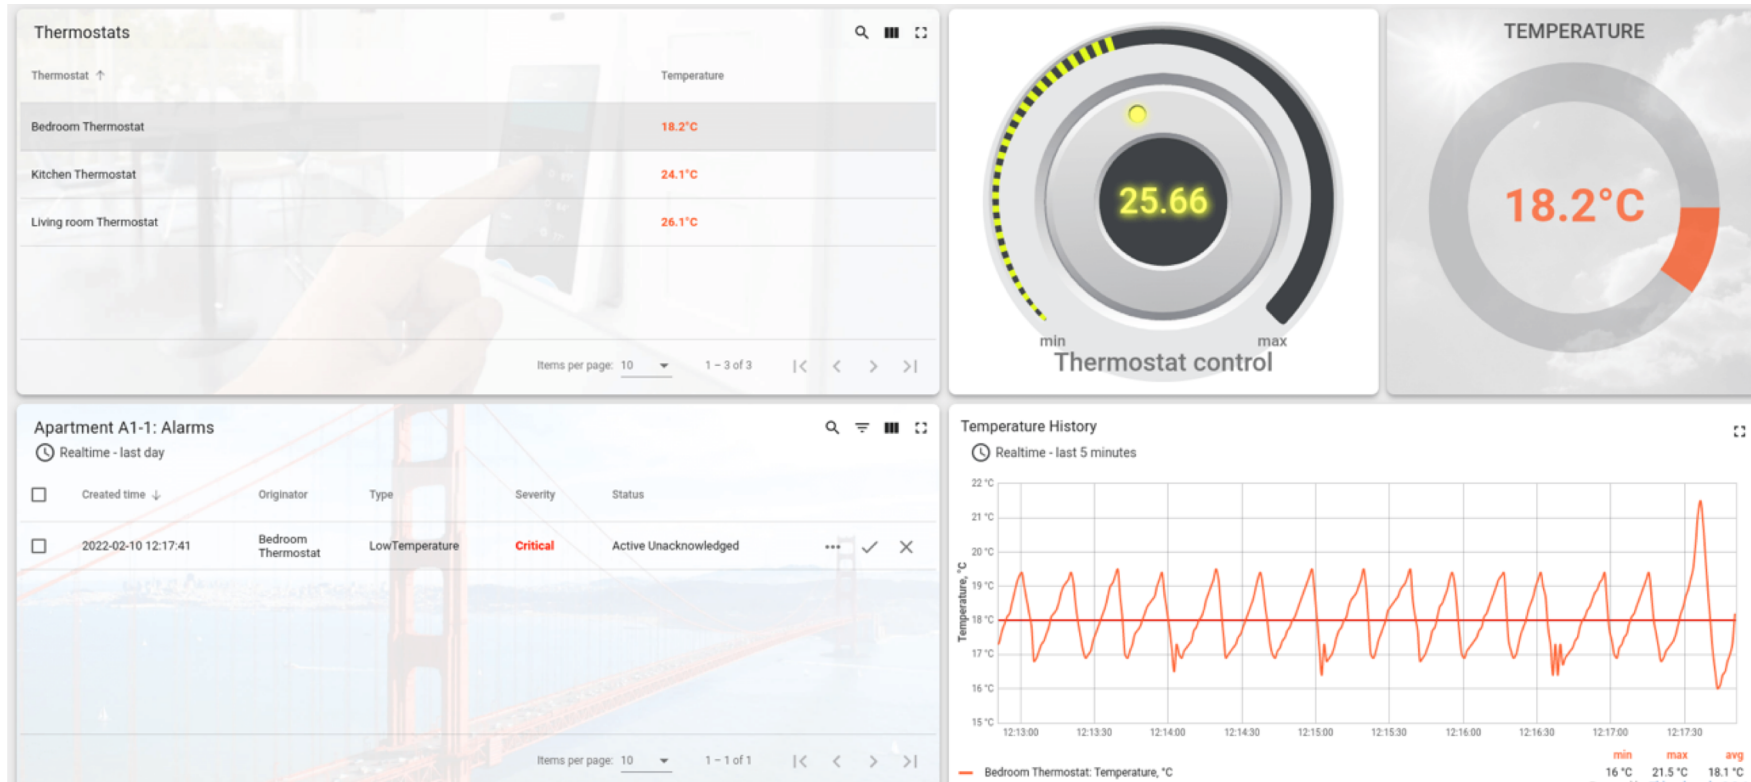 Thermostats
Thermostat
Temperature
Bedroom Thermostat
18.2°C
Kitchen Thermostat
24.1°C
Living room Thermostat
26.1°C
Items per page: 10
1 – 3 of 3
25.66
min
max
Thermostat control
TEMPERATURE
18.2°C
Apartment A1-1: Alarms
Realtime - last day
Created time
Originator
Type
Severity
Status
2022-02-10 12:17:41
Bedroom
Thermostat
LowTemperature
Critical
Active Unacknowledged
Items per page: 10
1 – 1 of 1
Temperature History
Realtime - last 5 minutes
Temperature, °C
22 °C
21 °C
20 °C
19 °C
18 °C
17 °C
16 °C
15 °C
12:13:00
12:13:30
12:14:00
12:14:30
12:15:00
12:15:30
12:16:00
12:16:30
12:17:00
12:17:30
min
max
avg
Bedroom Thermostat: Temperature, °C
16 °C
21.5 °C
18.1 °C